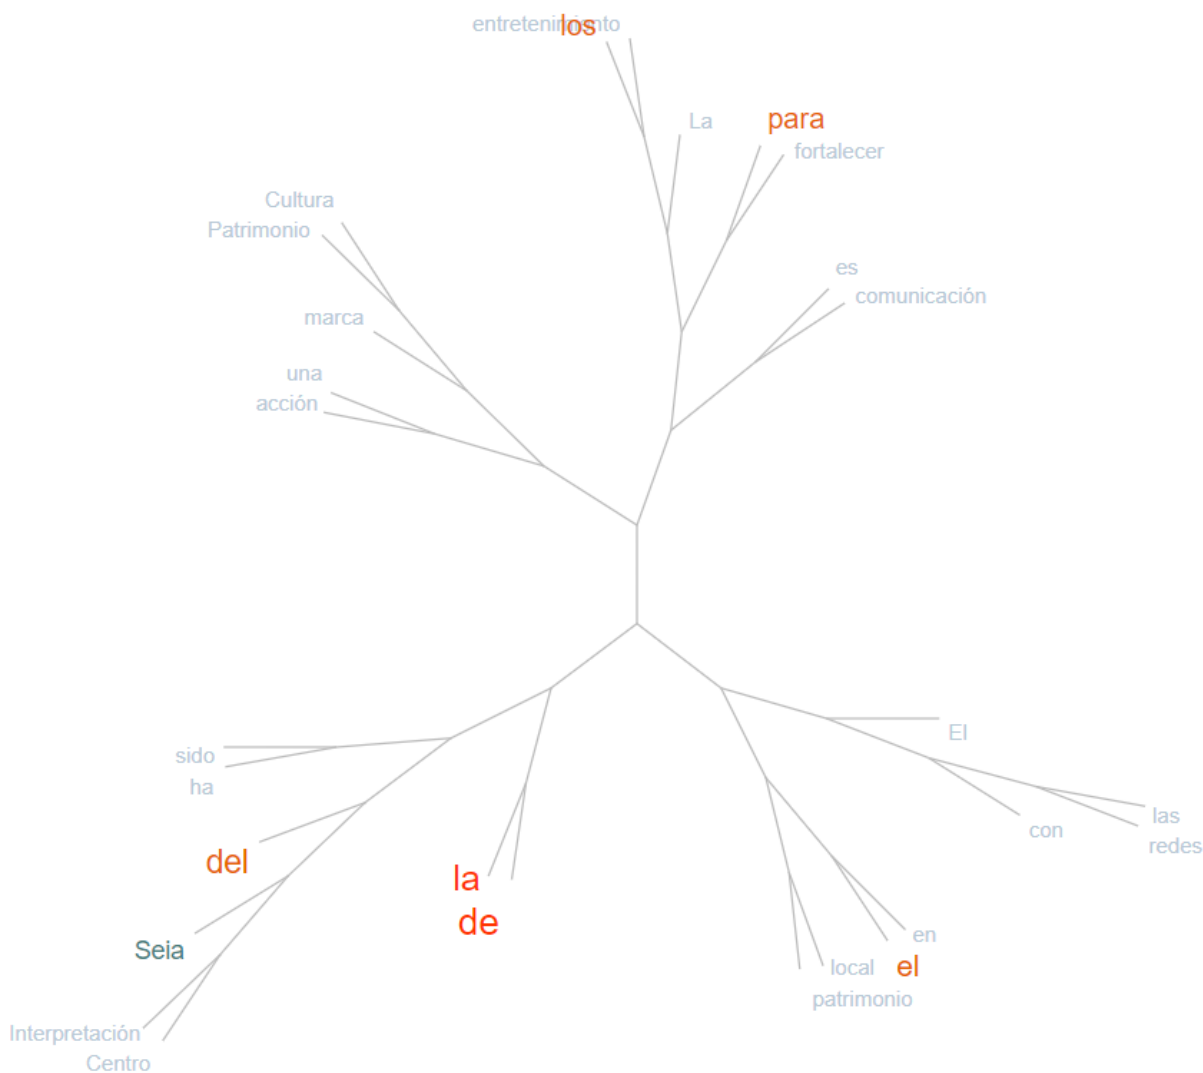 entretenimiento
los
La
para
fortalecer
Cultura
Patrimonio
es
comunicación
marca
una
acción
El
sido
ha
las
con
redes
del
la
de
Seia
en
local
el
patrimonio
Interpretación
Centro